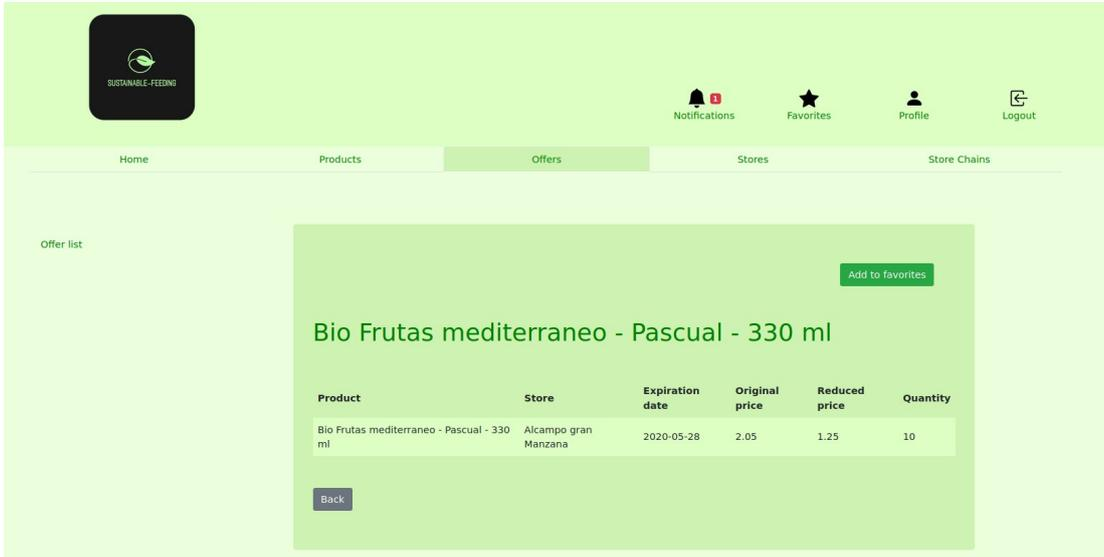 SUSTAINABLE-FEEDING
1
Notifications
Favorites
Profile
Logout
Home
Products
Offers
Stores
Store Chains
Offer list
Add to favorites
Bio Frutas mediterraneo - Pascual - 330 ml
Product
Store
Expiration
date
Original
price
Reduced
price
Quantity
Bio Frutas mediterraneo - Pascual - 330
ml
Alcampo gran
Manzana
2020-05-28
2.05
1.25
10
Back